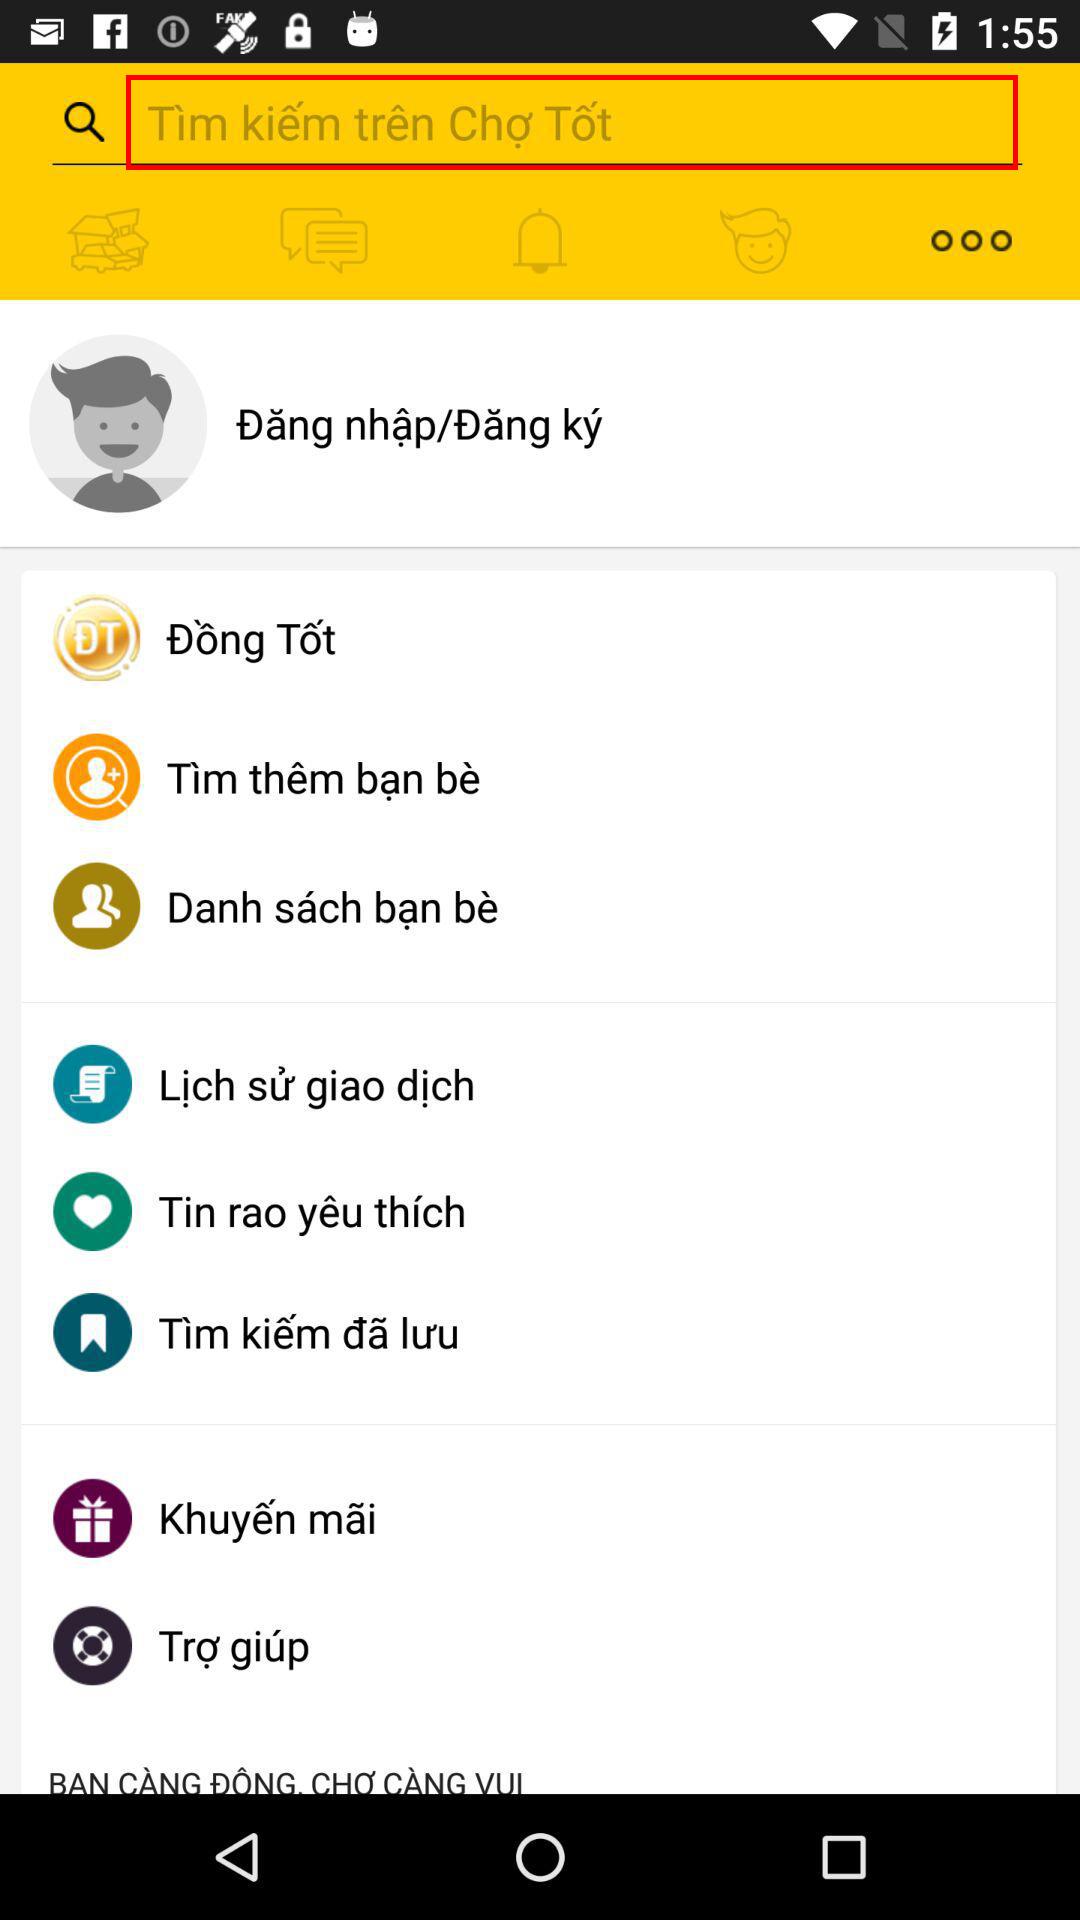 FAKE
1:55
Tìm kiếm trên Chợ Tốt
Đăng nhập/Đăng ký
ĐT
Đồng Tốt
Tìm thêm bạn bè
Danh sách bạn bè
Lịch sử giao dịch
Tin rao yêu thích
Tìm kiếm đã lưu
Khuyến mãi
Trợ giúp
BẠN CÀNG ĐÔNG, CHỢ CÀNG VUI